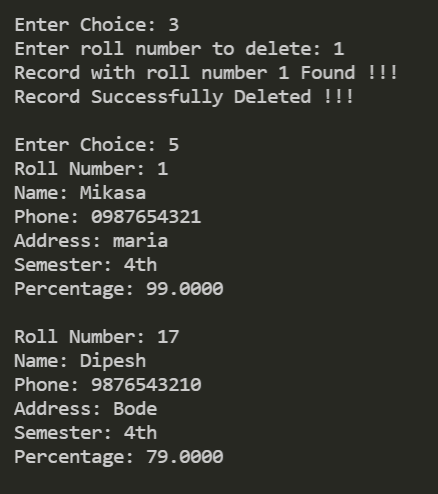 Enter Choice: 3
Enter roll number to delete: 1
Record with roll number 1 Found !!!
Record Successfully Deleted !!!
Enter Choice: 5
Roll Number: 1
Name: Mikasa
Phone: 0987654321
Address: maria
Semester: 4th
Percentage: 99.0000
Roll Number: 17
Name: Dipesh
Phone: 9876543210
Address: Bode
Semester: 4th
Percentage: 79.0000